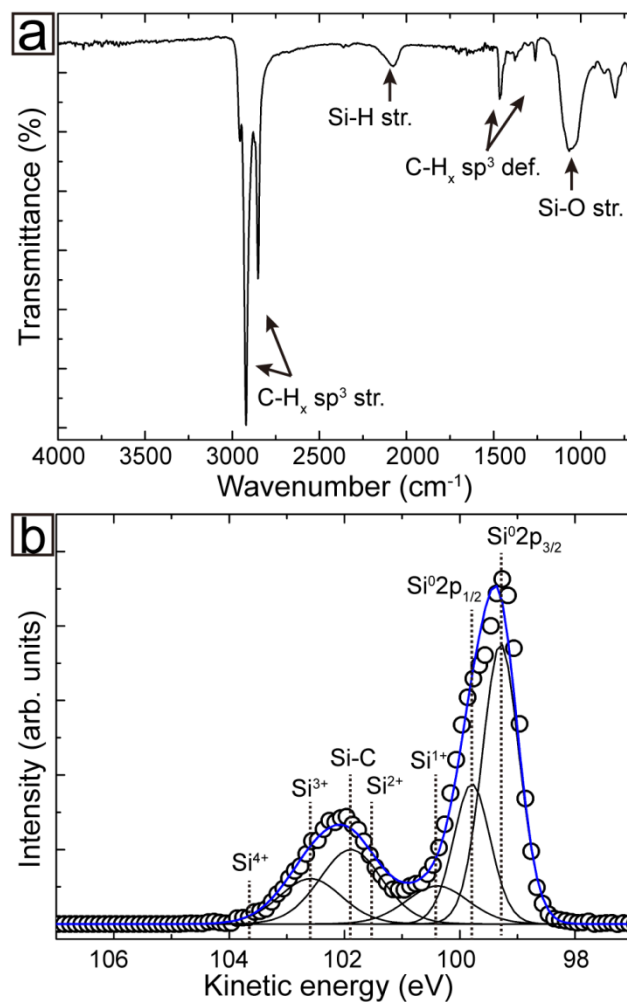 a
Transmittance (%)
Si-H str.
C-Hₓ sp³ def.
Si-O str.
C-Hₓ sp³ str.
4000 3500 3000 2500 2000 1500 1000
Wavenumber (cm⁻¹)
b
Intensity (arb. units)
Si⁰2p₃/₂
Si⁰2p₁/₂
Si-C
Si³⁺
Si²⁺
Si¹⁺
Si⁴⁺
106 104 102 100 98
Kinetic energy (eV)